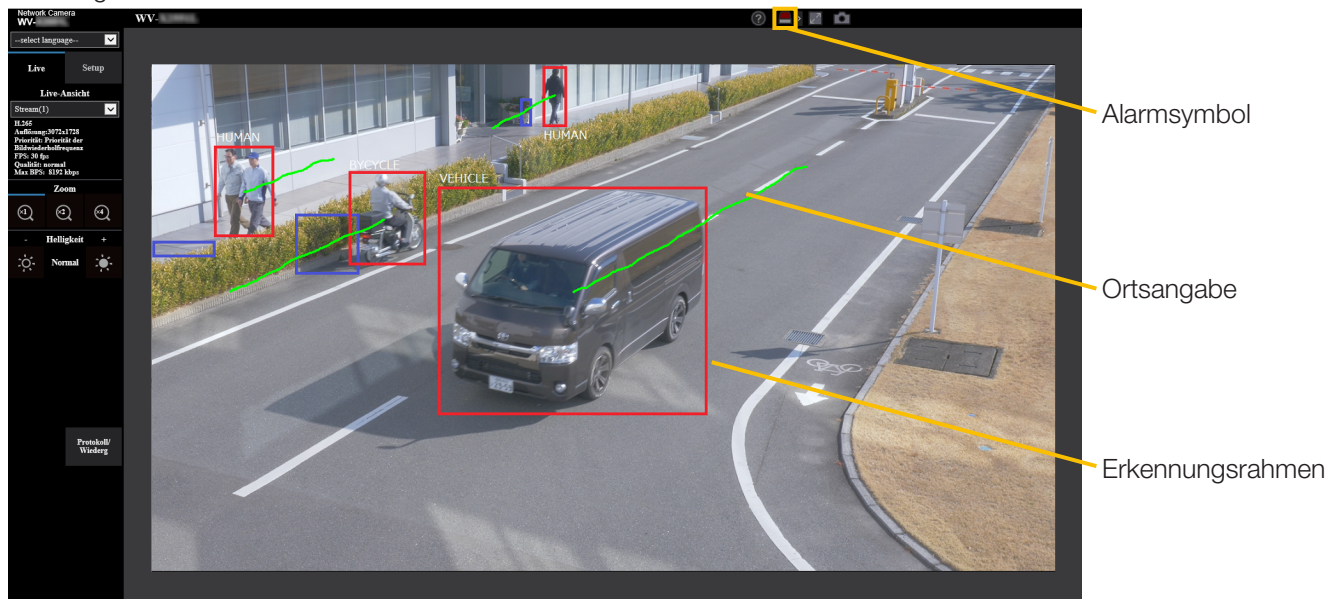 Network Camera
WV-
WV-
--select language--
Live
Setup
Live-Ansicht
Stream(1)
H.265
Auflösung:3072x1728
Priorität: Priorität der
Bildwiederholfrequenz
FPS: 30 fps
Qualität: normal
Max BPS: 8192 kbps
Zoom
x1
x2
x4
- Helligkeit +
Normal
Protokoll/
Wiederg
HUMAN
HUMAN
BYCYCLE
VEHICLE
Alarmsymbol
Ortsangabe
Erkennungsrahmen